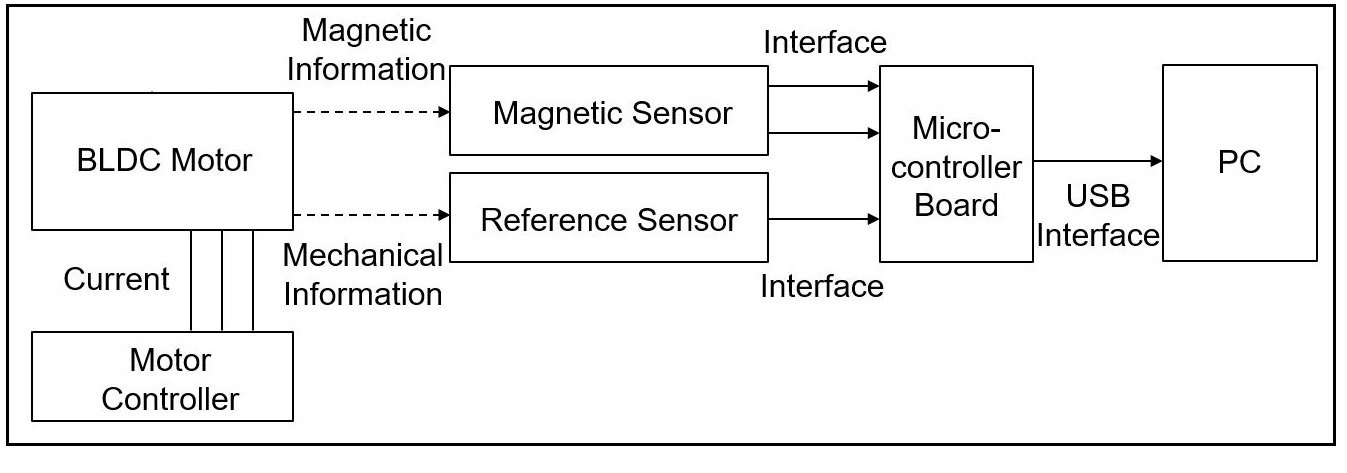 Magnetic
Information
Interface
BLDC Motor
Magnetic Sensor
Micro-
controller
Board
PC
Reference Sensor
USB
Interface
Current
Mechanical
Information
Interface
Motor
Controller